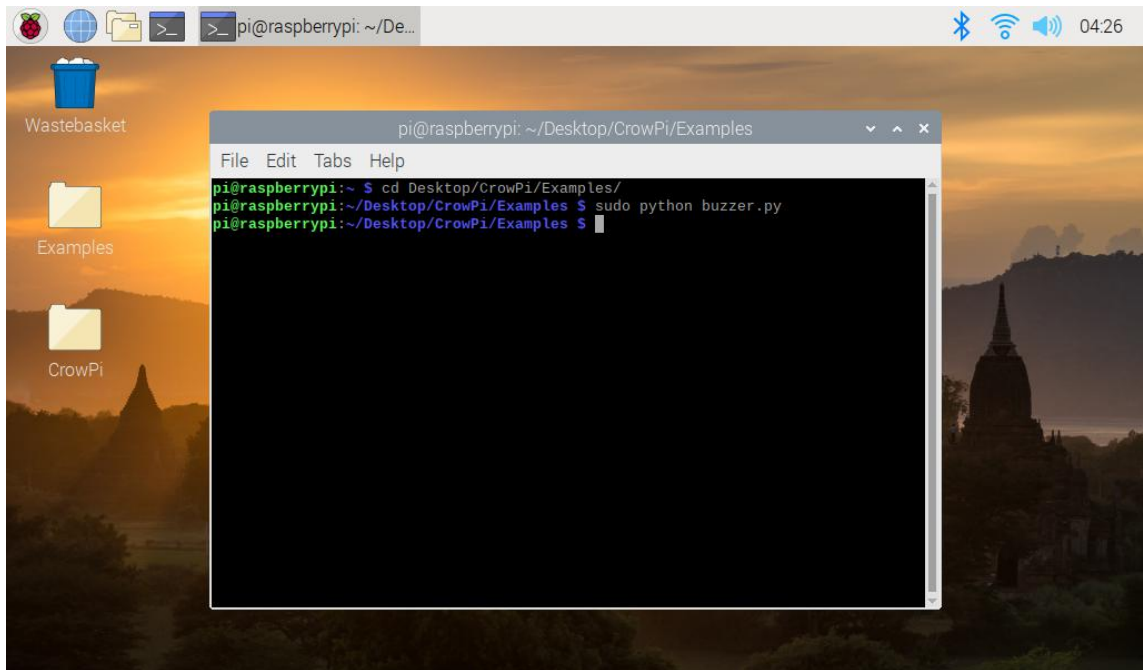 pi@raspberrypi: ~/De...
04:26
Wastebasket
Examples
CrowPi
pi@raspberrypi: ~/Desktop/CrowPi/Examples
File Edit Tabs Help
pi@raspberrypi:~ $ cd Desktop/CrowPi/Examples/
pi@raspberrypi:~/Desktop/CrowPi/Examples $ sudo python buzzer.py
pi@raspberrypi:~/Desktop/CrowPi/Examples $